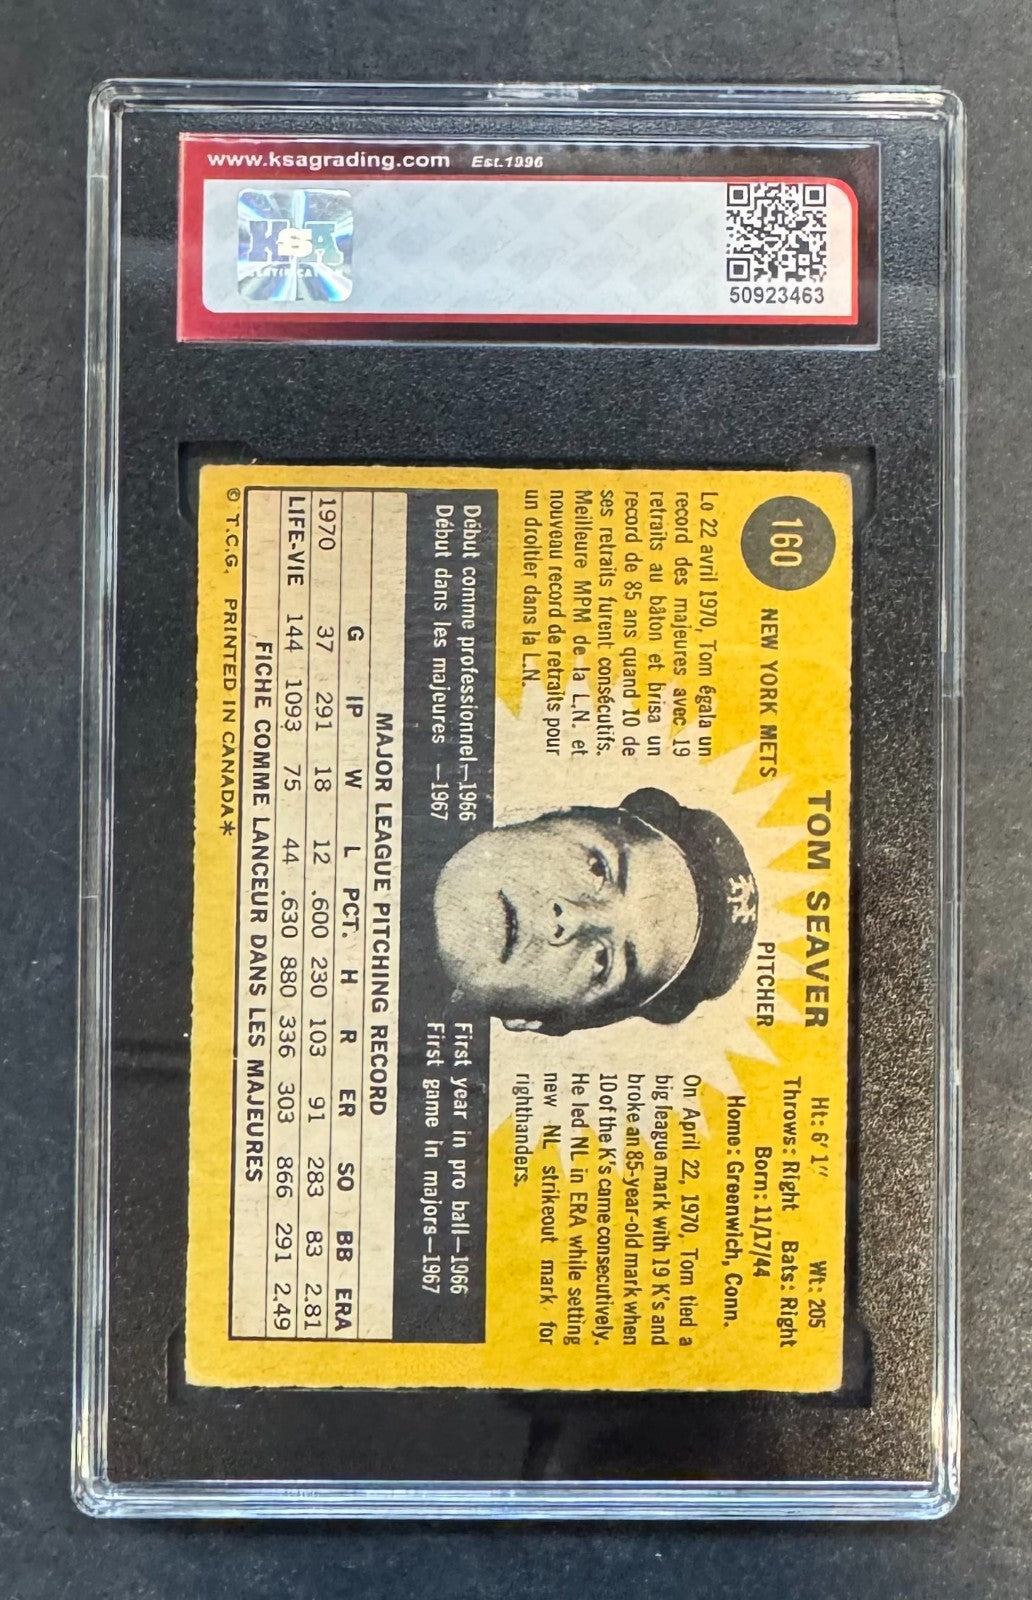 www.ksagrading.com Est.1996
KSA
50923463
160
TOM SEAVER
NEW YORK METS PITCHER
Ht: 6' 1" Wt: 205
Throws: Right Bats: Right
Born: 11/17/44
Home: Greenwich, Conn.
Lo 22 avril 1970, Tom égala un
record des majeures avec 19
retraits au bâton et brisa un
record de 85 ans quand 10 de
ses retraits furent consécutifs.
Meilleure MPM de la L.N. et
nouveau record de retraits pour
un droitier dans la L.N.
On April 22, 1970, Tom tied a
big league mark with 19 K's and
broke an 85-year-old mark when
10 of the K's came consecutively.
He led NL in ERA while setting
new NL strikeout mark for
righthanders.
Début comme professionnel—1966
Début dans les majeures —1967
First year in pro ball—1966
First game in majors—1967
MAJOR LEAGUE PITCHING RECORD
G IP W L PCT. H R ER SO BB ERA
1970 37 291 18 12 .600 230 103 91 283 83 2.81
LIFE-VIE 144 1093 75 44 .630 880 336 303 866 291 2.49
FICHE COMME LANCEUR DANS LES MAJEURES
© T.C.G. PRINTED IN CANADA*